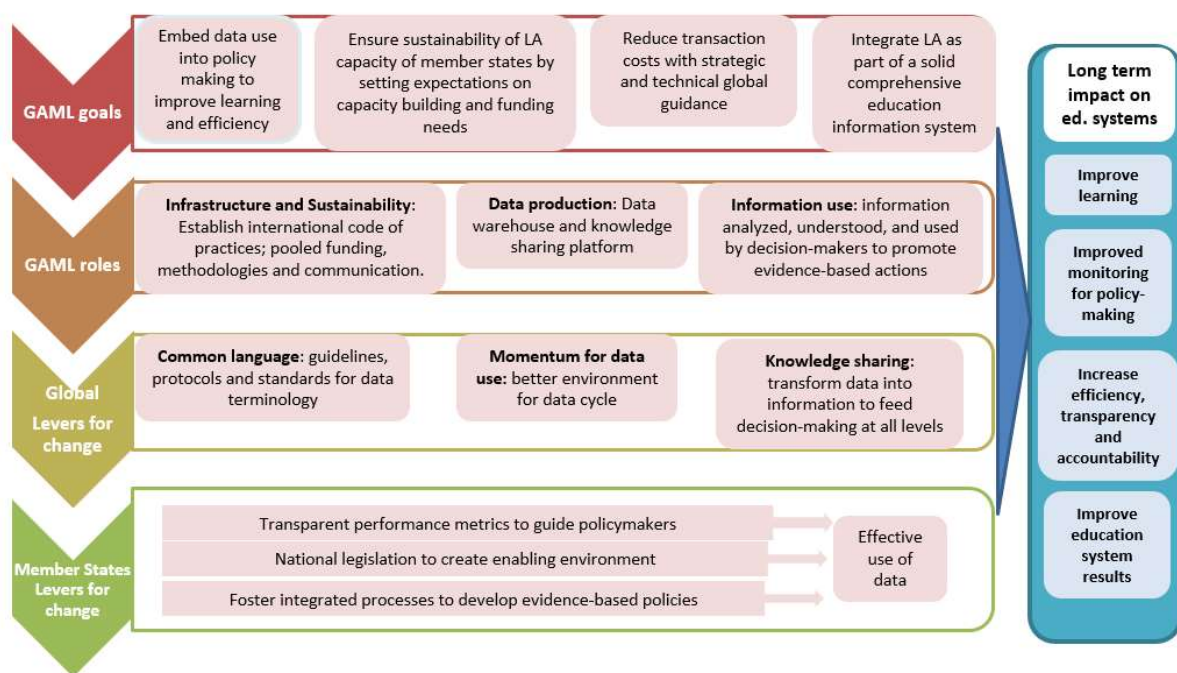 GAML goals
Embed data use
into policy
making to
improve learning
and efficiency
Ensure sustainability of LA
capacity of member states by
setting expectations on
capacity building and funding
needs
Reduce transaction
costs with strategic
and technical global
guidance
Integrate LA as
part of a solid
comprehensive
education
information system
GAML roles
Infrastructure and Sustainability:
Establish international code of
practices; pooled funding,
methodologies and communication.
Data production: Data
warehouse and knowledge
sharing platform
Information use: information
analyzed, understood, and used
by decision-makers to promote
evidence-based actions
Global
Levers for
change
Common language: guidelines,
protocols and standards for data
terminology
Momentum for data
use: better environment
for data cycle
Knowledge sharing:
transform data into
information to feed
decision-making at all levels
Member States
Levers for
change
Transparent performance metrics to guide policymakers
National legislation to create enabling environment
Foster integrated processes to develop evidence-based policies
Effective
use of
data
Long term
impact on
ed. systems
Improve
learning
Improved
monitoring
for policy-
making
Increase
efficiency,
transparency
and
accountability
Improve
education
system
results